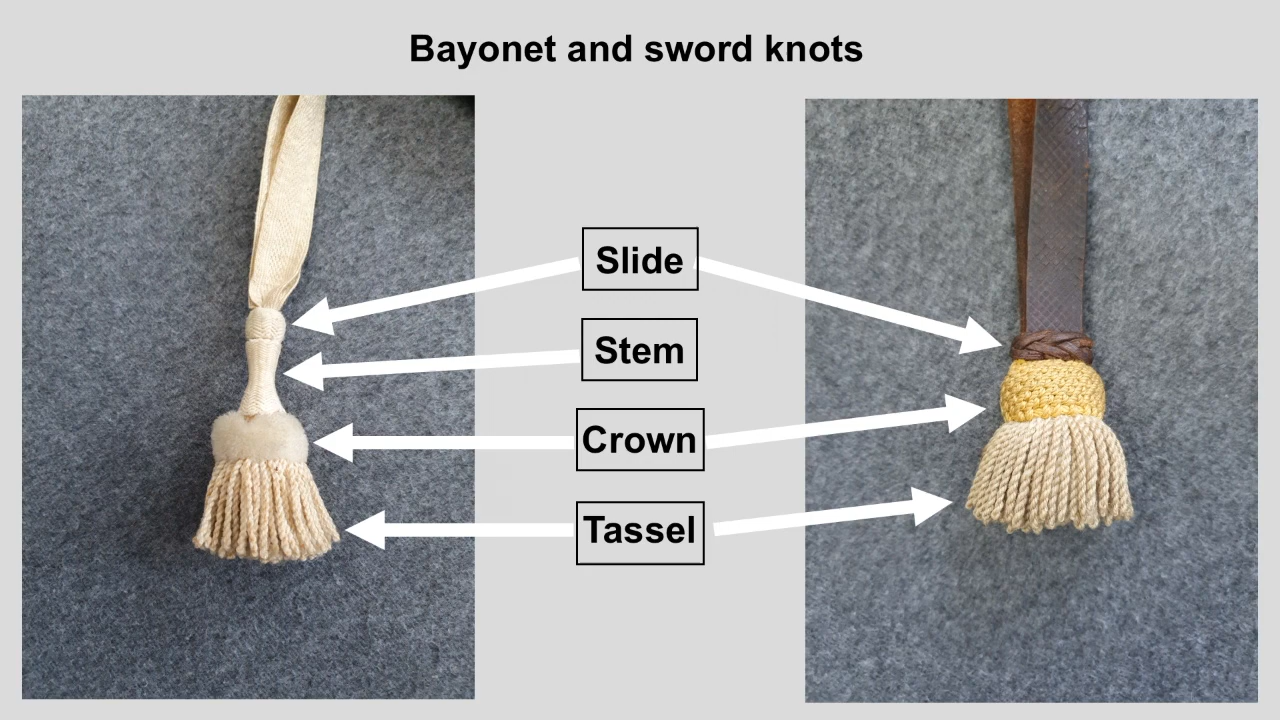 Bayonet and sword knots
Slide
Stem
Crown
Tassel